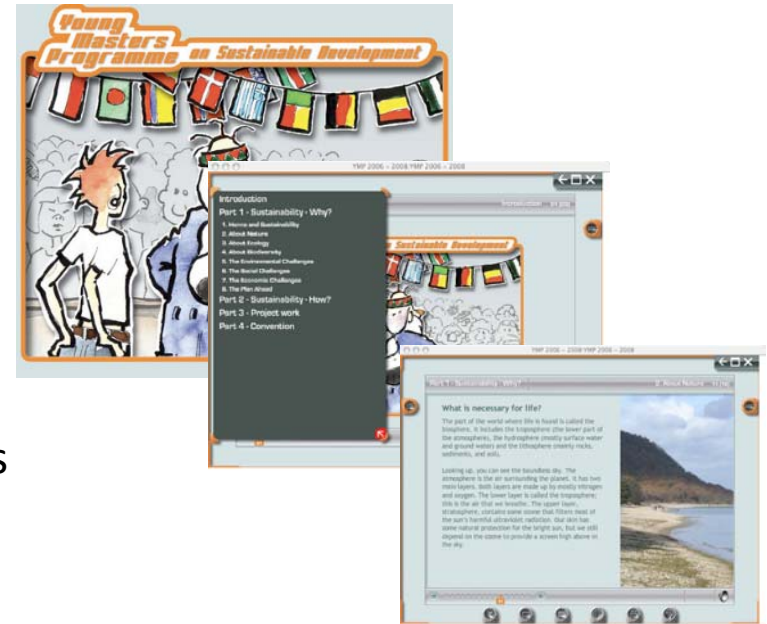 Young
Masters
Programme on Sustainable Development
YMP 2006 - 2008:YMP 2006 - 2008
Introduction
Introduction
Part 1 - Sustainability - Why?
1. Humans and Sustainability
2. About Nature
3. About Ecology
4. About Biodiversity
5. The Environmental Challenges
6. The Social Challenges
7. The Economic Challenges
8. The Plan Ahead
Part 2 - Sustainability - How?
Part 3 - Project work
Part 4 - Convention
on Sustainable Development
YMP 2006 - 2008:YMP 2006 - 2008
Part 1 - Sustainability - Why?
2. About Nature
What is necessary for life?
The part of the world where life is found is called the
biosphere. It includes the troposphere (the lower part of
the atmosphere), the hydrosphere (mostly surface water
and ground water) and the lithosphere (mainly rocks,
sediments, and soil).
Looking up, you can see the boundless sky. The
atmosphere is the air surrounding the planet. It has two
main layers. Both layers are made up by mostly nitrogen
and oxygen. The lower layer is called the troposphere;
this is the air that we breathe. The upper layer,
stratosphere, contains some ozone that filters most of
the sun's harmful ultraviolet radiation. Our skin has
some natural protection for the bright sun, but we still
depend on the ozone to provide a screen high above in
the sky.
s